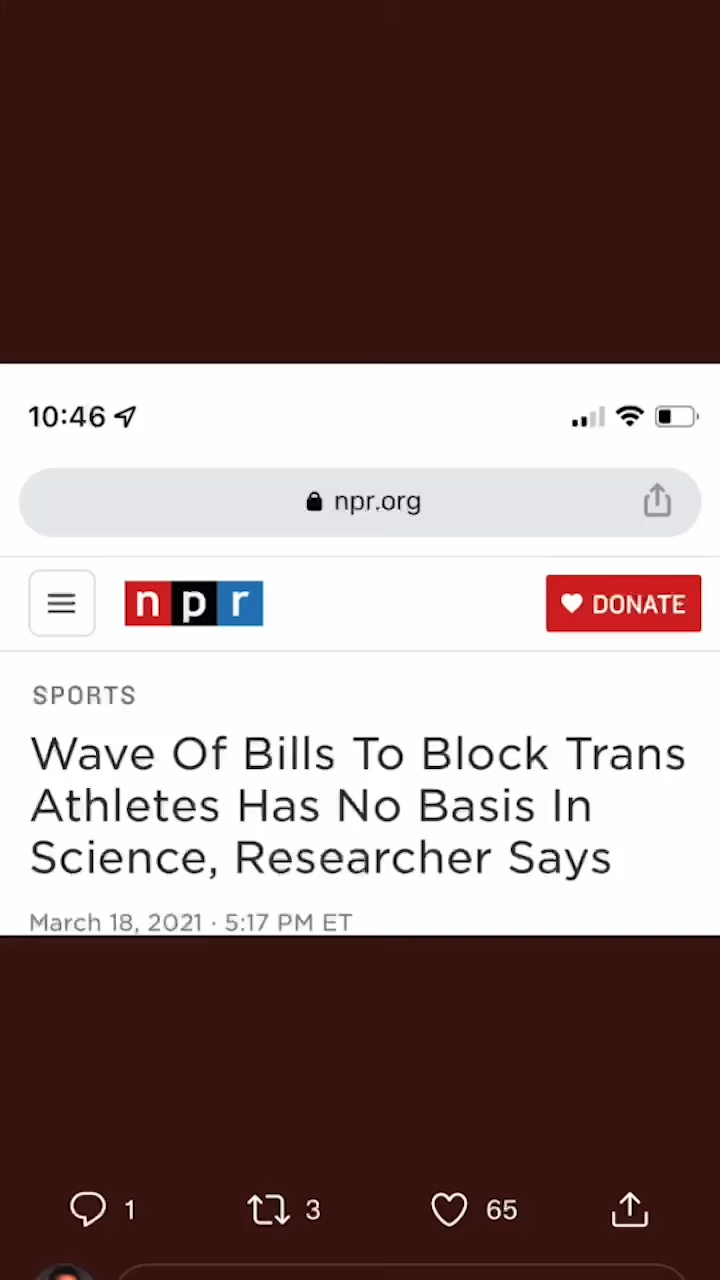 10:46
npr.org
npr
DONATE
SPORTS
Wave Of Bills To Block Trans
Athletes Has No Basis In
Science, Researcher Says
March 18, 2021 · 5:17 PM ET
1
3
65